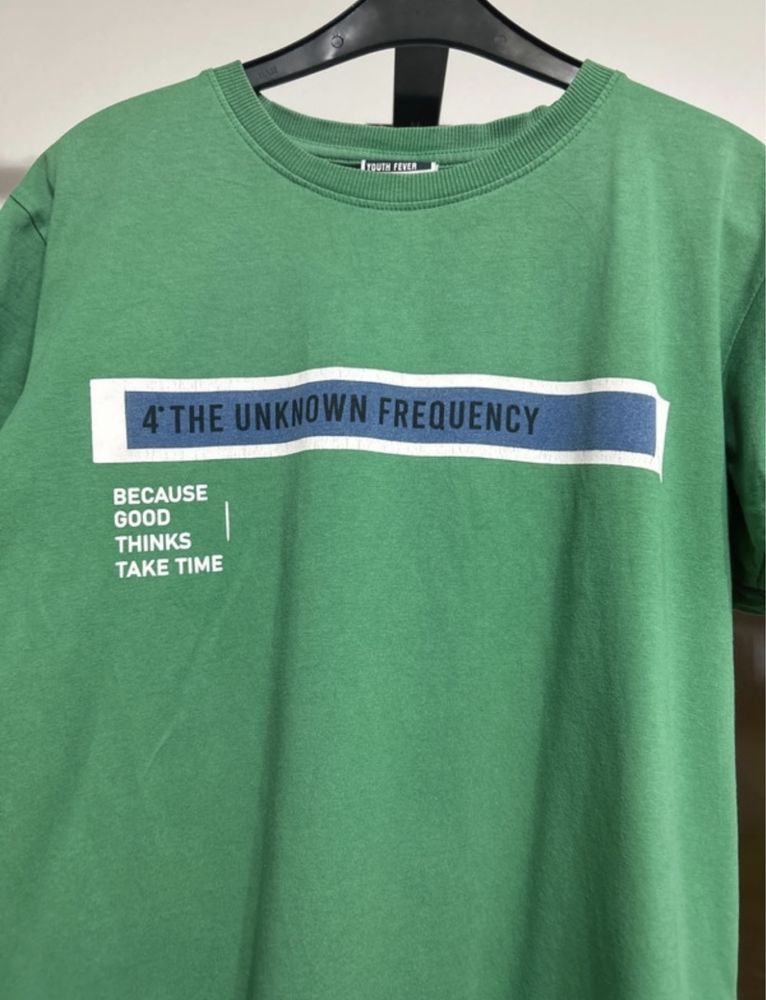 YOUTH FEVER
4° THE UNKNOWN FREQUENCY
BECAUSE
GOOD
THINKS
TAKE TIME